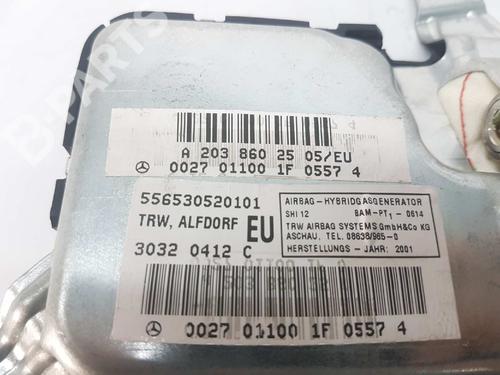 B-PARTS
A 203 860 25 05/EU
0027 01100 1F 0557 4
556530520101
TRW, ALFDORF EU
3032 0412 C
AIRBAG - HYBRIDGASGENERATOR
SHI 12 BAM-PT1 - 0614
TRW AIRBAG SYSTEMS GmbH&Co KG
ASCHAU, TEL. 08638/965-0
HERSTELLUNGS - JAHR: 2001
0027 01100 1F 0557 4